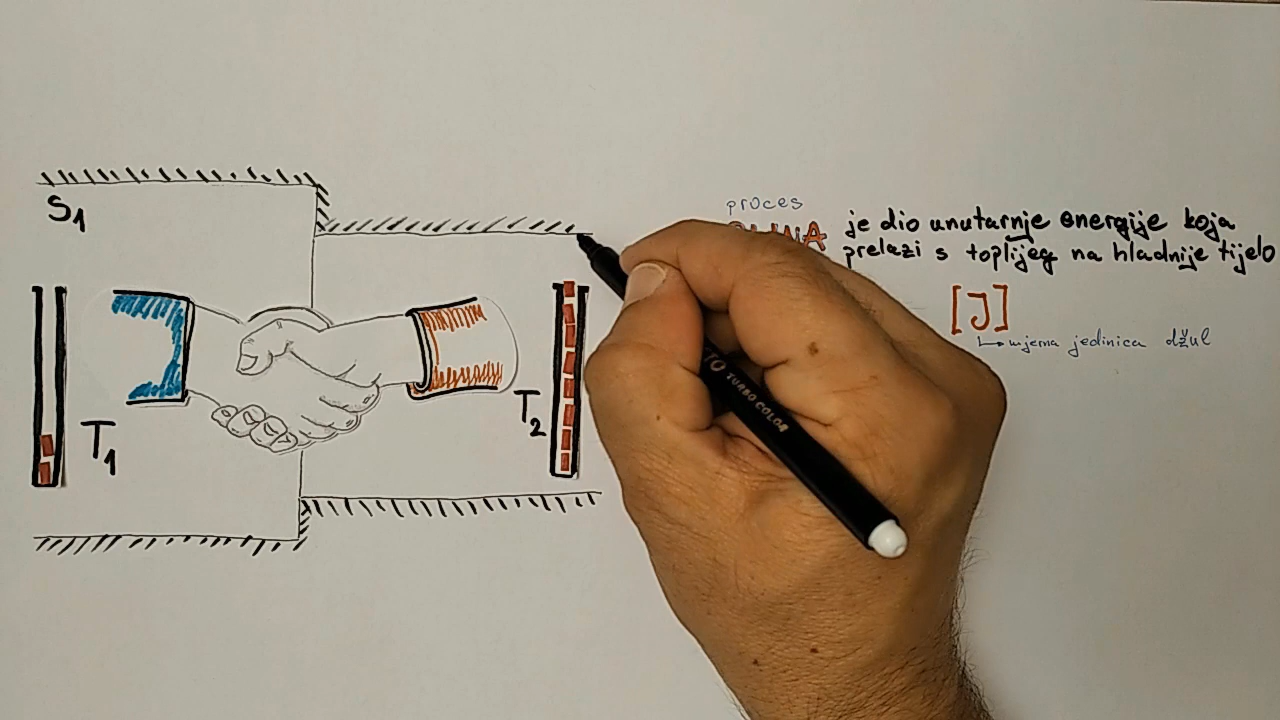 S1
T1
T2
proces
je dio unutarnje energije koja
prelazi s toplijeg na hladnije tijelo
[J]
mjerna jedinica džul
TURBO COLOR